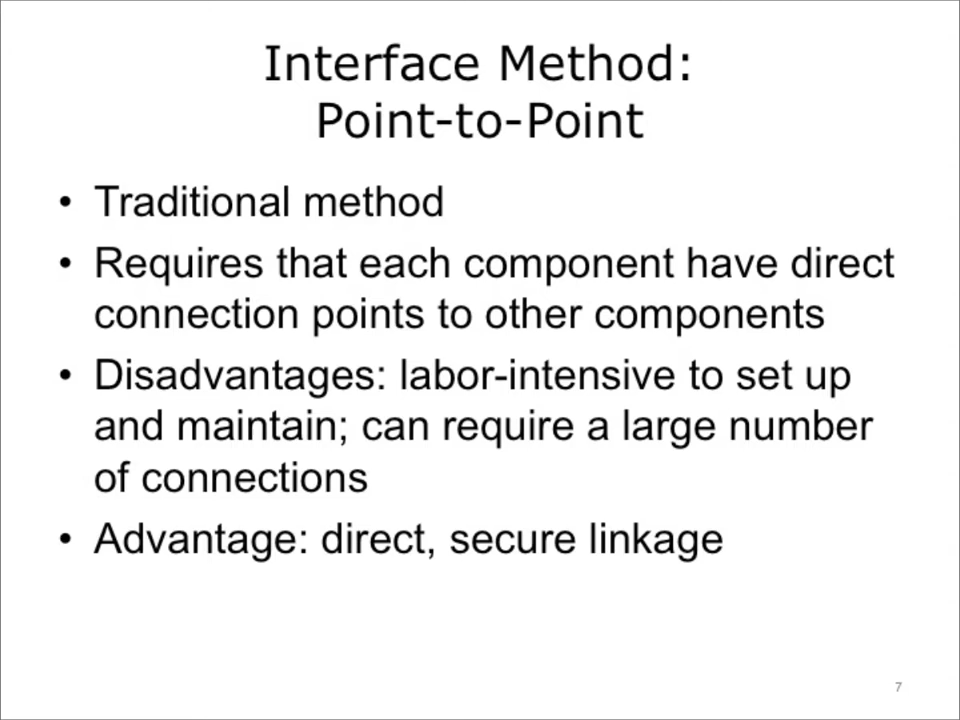 Interface Method:
Point-to-Point
• Traditional method
• Requires that each component have direct
connection points to other components
• Disadvantages: labor-intensive to set up
and maintain; can require a large number
of connections
• Advantage: direct, secure linkage
7